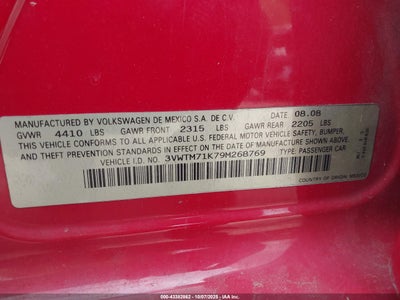 MANUFACTURED BY VOLKSWAGEN DE MEXICO S.A. DE C.V. DATE 08.08
GVWR 4410 LBS GAWR FRONT 2315 LBS GAWR REAR 2205 LBS
THIS VEHICLE CONFORMS TO ALL APPLICABLE U.S. FEDERAL MOTOR VEHICLE SAFETY, BUMPER,
AND THEFT PREVENTION STANDARDS IN EFFECT ON THE DATE OF MANUFACTURE SHOWN ABOVE.
VEHICLE I.D. NO. 3VWTM71K79M268769 TYPE: PASSENGER CAR
COUNTRY OF ORIGIN
MEXICO
000-43382862 - 10/07/2025 - IAA, Inc.